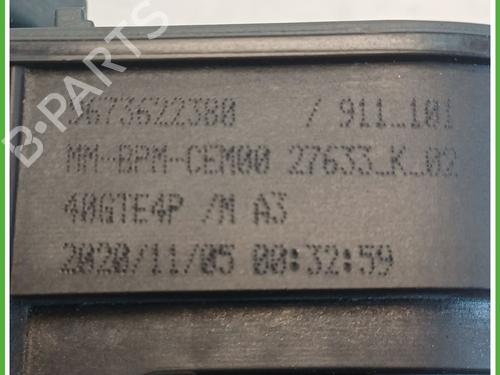 B-PARTS
9673622380 / 911_101
MM-BPM-CEM00 27633_K_02
40GTE4P /M A3
2020/11/05 00:32:59